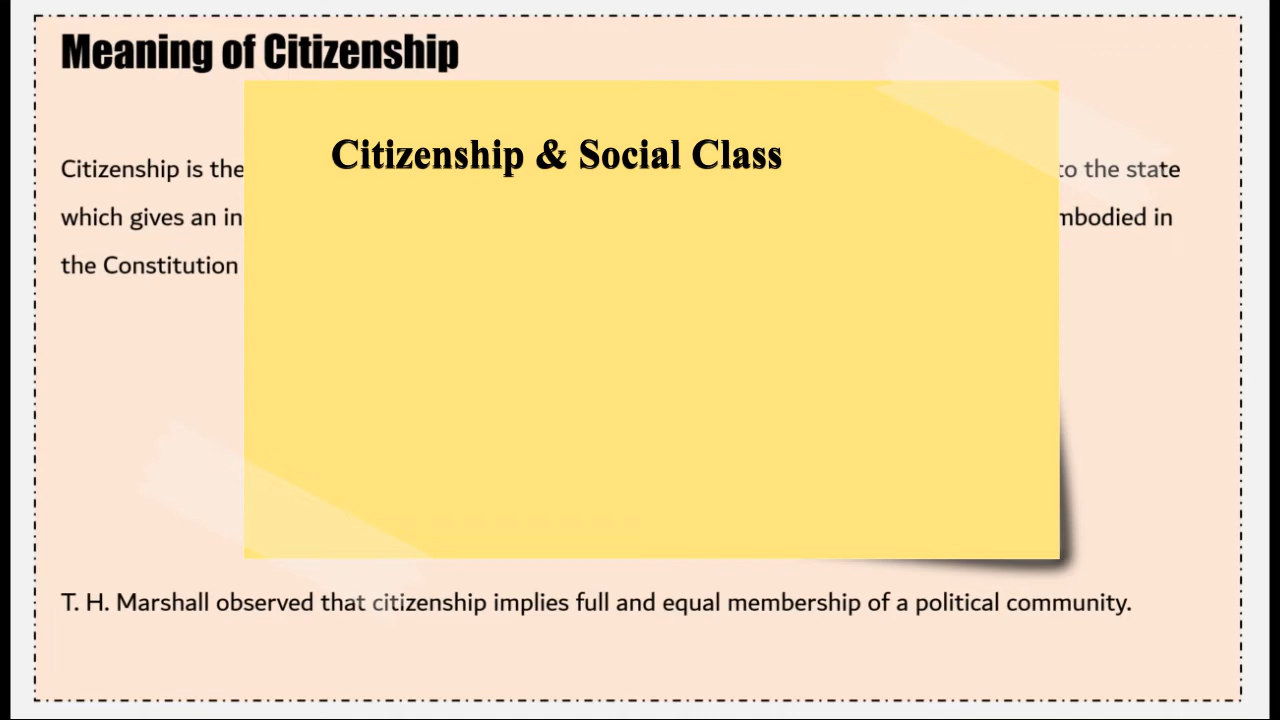 Meaning of Citizenship
Citizenship & Social Class
Citizenship is the to the state
which gives an in mbodied in
the Constitution
T. H. Marshall observed that citizenship implies full and equal membership of a political community.